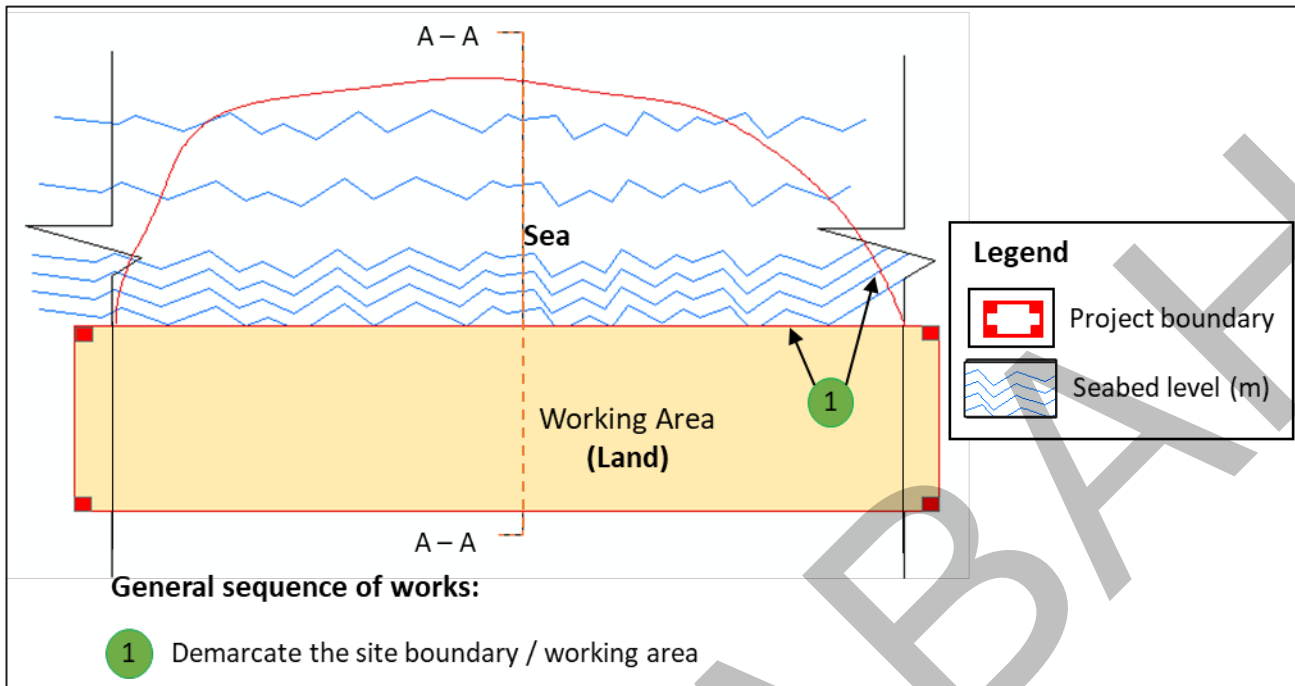 A – A
Sea
Legend
Project boundary
Seabed level (m)
1
Working Area
(Land)
A – A
General sequence of works:
1 Demarcate the site boundary / working area
ABAH